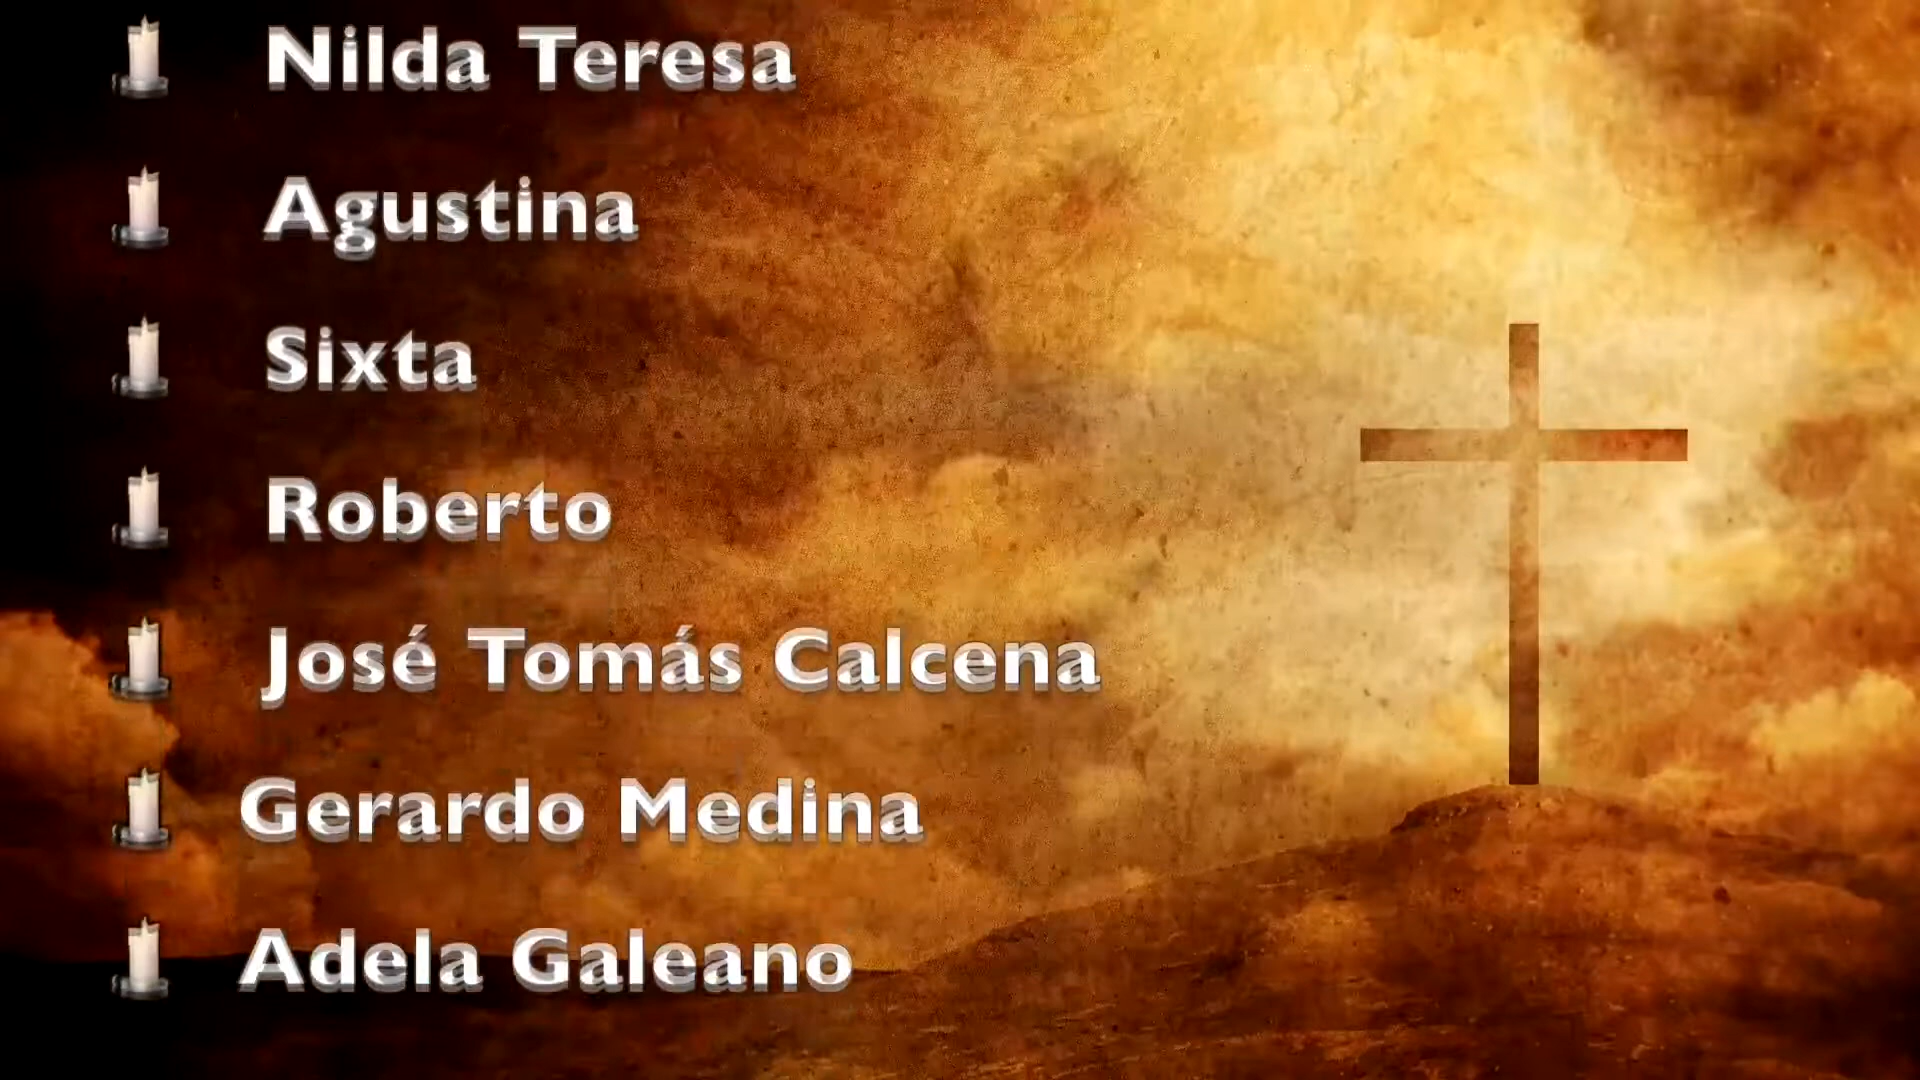 Nilda Teresa
Agustina
Sixta
Roberto
José Tomás Calcena
Gerardo Medina
Adela Galeano